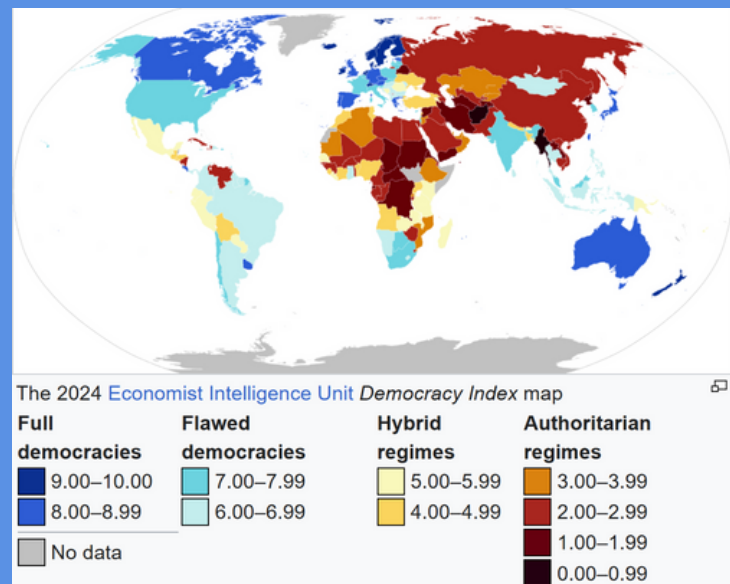 The 2024 Economist Intelligence Unit Democracy Index map
Full democracies
9.00–10.00
8.00–8.99
No data
Flawed democracies
7.00–7.99
6.00–6.99
Hybrid regimes
5.00–5.99
4.00–4.99
Authoritarian regimes
3.00–3.99
2.00–2.99
1.00–1.99
0.00–0.99